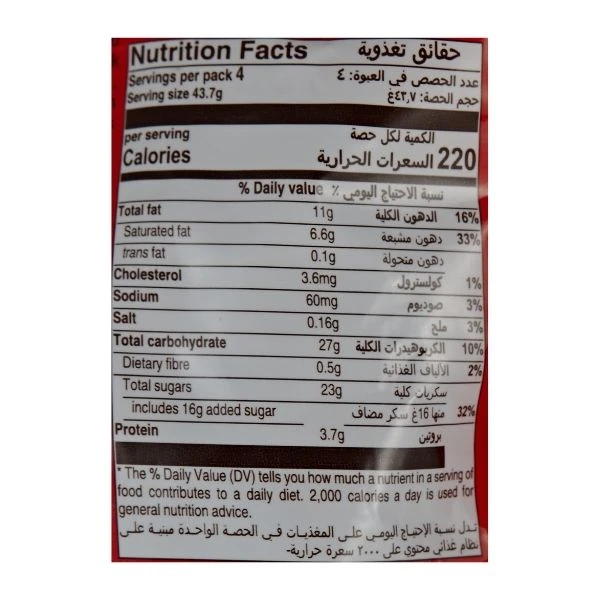 Nutrition Facts حقائق تغذوية
Servings per pack 4 عدد الحصص في العبوة: ٤
Serving size 43.7g حجم الحصة: ٤٣,٧غ
per serving الكمية لكل حصة
Calories 220 السعرات الحرارية
% Daily value نسبة الاحتياج اليومي %
Total fat 11g الدهون الكلية 16%
Saturated fat 6.6g دهون مشبعة 33%
trans fat 0.1g دهون متحولة
Cholesterol 3.6mg كولسترول 1%
Sodium 60mg صوديوم 3%
Salt 0.16g ملح 3%
Total carbohydrate 27g الكربوهيدرات الكلية 10%
Dietary fibre 0.5g الألياف الغذائية 2%
Total sugars 23g سكريات كلية
includes 16g added sugar منها 16غ سكر مضاف 32%
Protein 3.7g بروتين
* The % Daily Value (DV) tells you how much a nutrient in a serving of
food contributes to a daily diet. 2,000 calories a day is used for
general nutrition advice.
تدل نسبة الإحتياج اليومي على المغذيات في الحصة الواحدة مبنية على
نظام غذائي محتوي على ٢٠٠٠ سعرة حرارية-